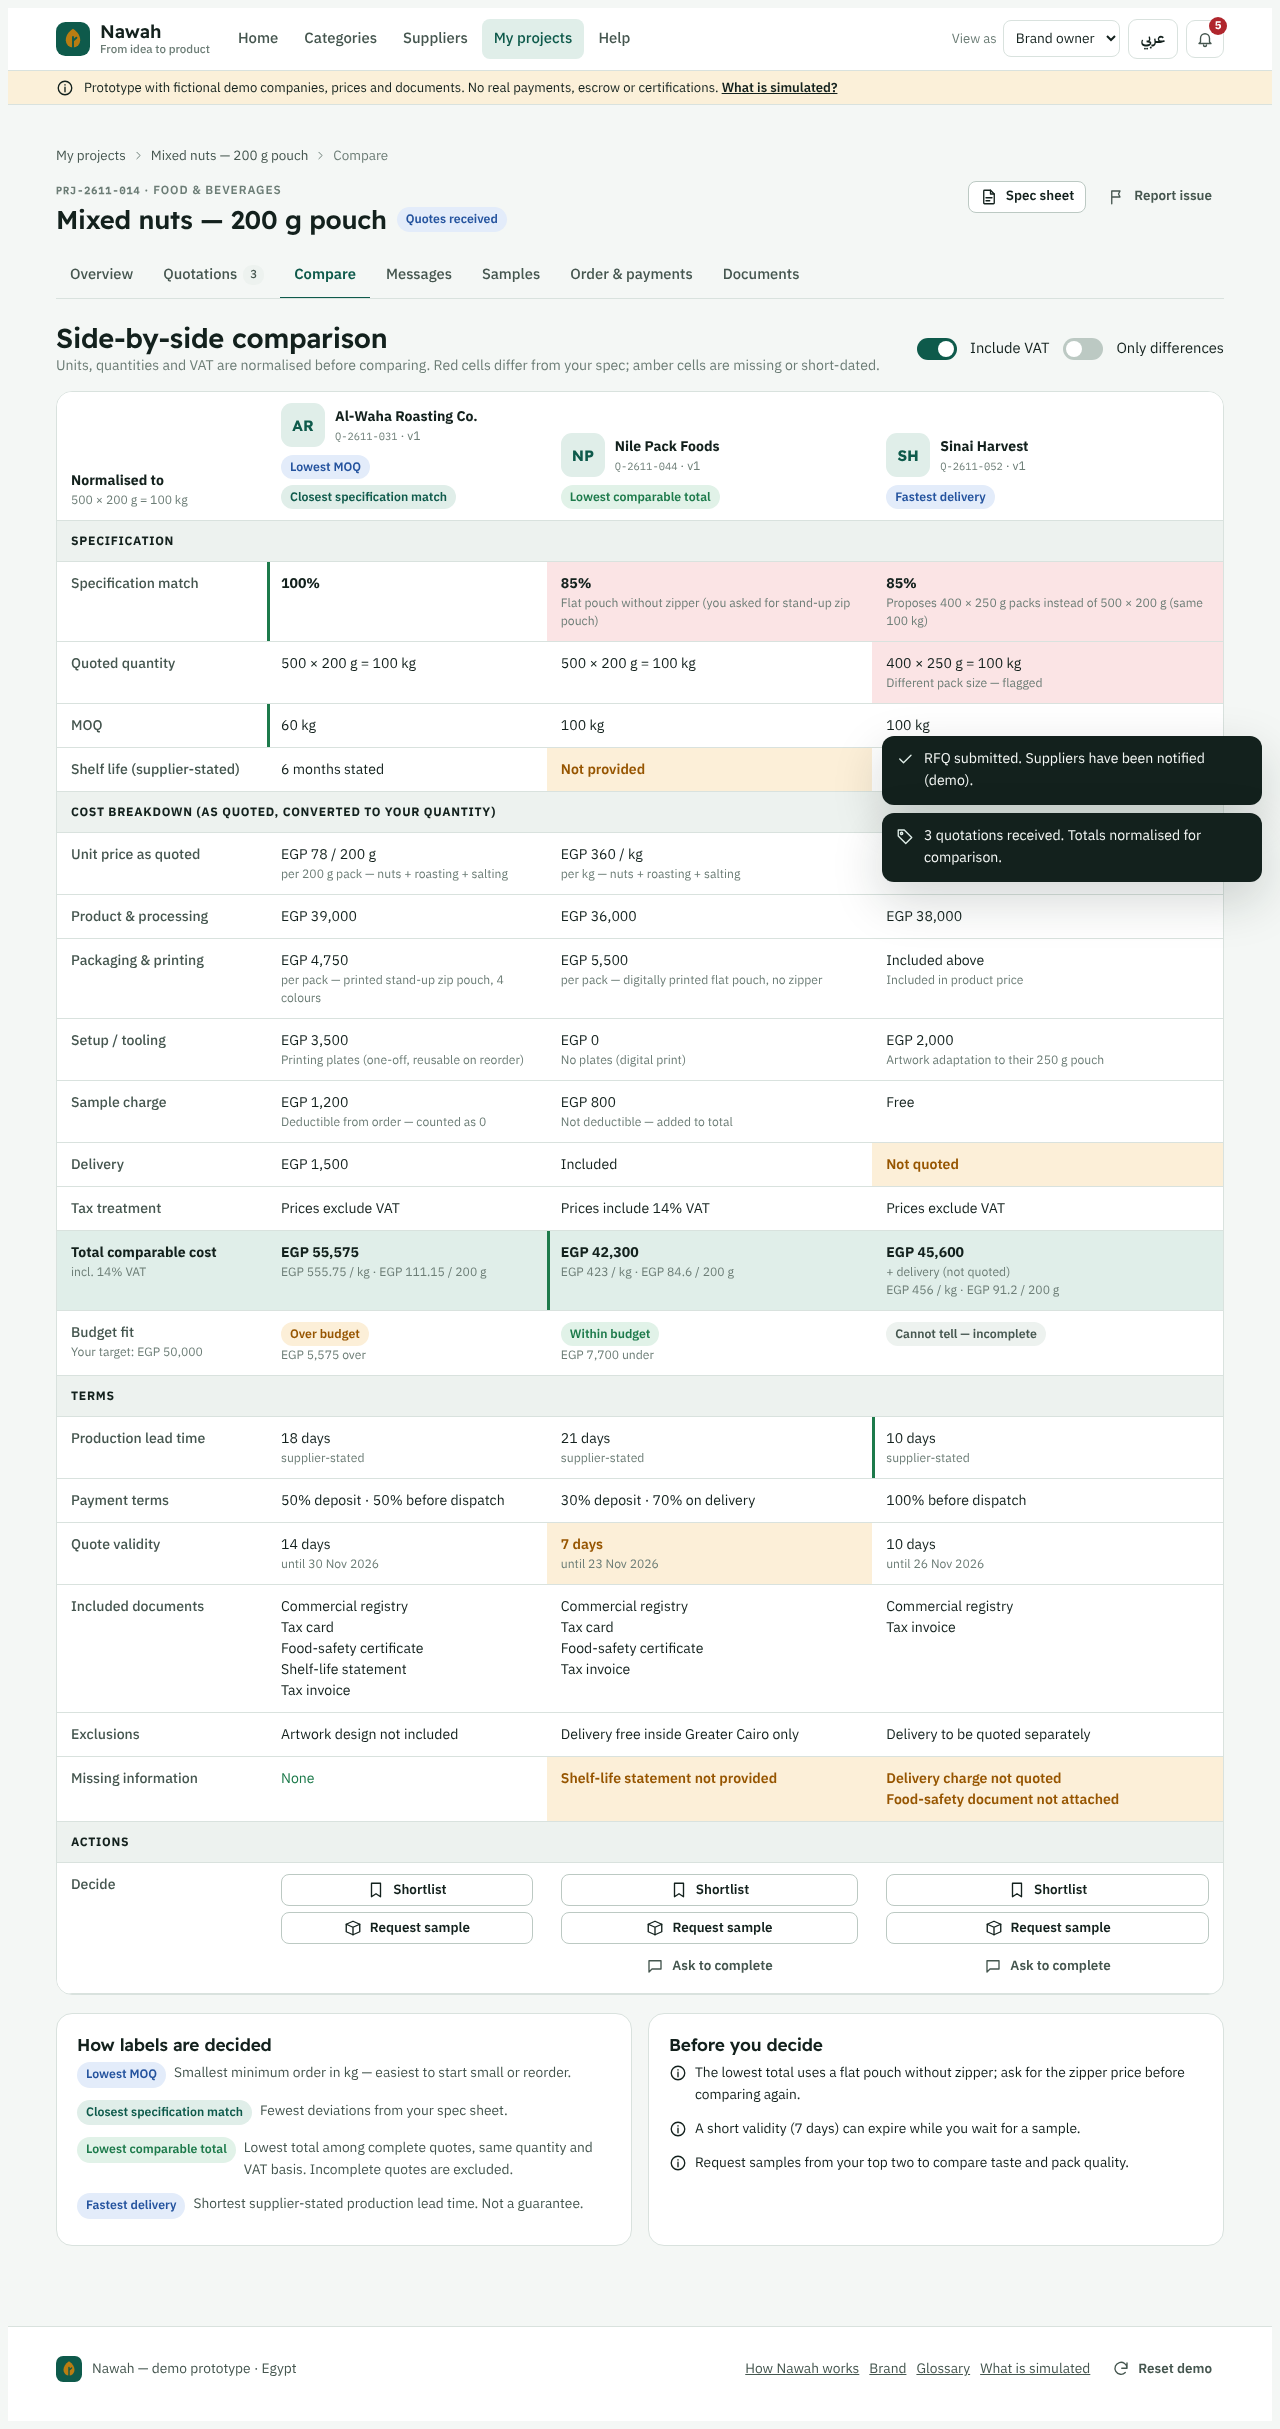 Nawah
From idea to product
Home
Categories
Suppliers
My projects
Help
View as
Brand owner
عربي
5
Prototype with fictional demo companies, prices and documents. No real payments, escrow or certifications. What is simulated?
My projects > Mixed nuts — 200 g pouch > Compare
PRJ-2611-014 · FOOD & BEVERAGES
Mixed nuts — 200 g pouch
Quotes received
Spec sheet
Report issue
Overview
Quotations 3
Compare
Messages
Samples
Order & payments
Documents
Side-by-side comparison
Units, quantities and VAT are normalised before comparing. Red cells differ from your spec; amber cells are missing or short-dated.
Include VAT
Only differences
Normalised to
500 × 200 g = 100 kg
AR
Al-Waha Roasting Co.
Q-2611-031 · v1
Lowest MOQ
Closest specification match
NP
Nile Pack Foods
Q-2611-044 · v1
Lowest comparable total
SH
Sinai Harvest
Q-2611-052 · v1
Fastest delivery
SPECIFICATION
Specification match
100%
85%
Flat pouch without zipper (you asked for stand-up zip
pouch)
85%
Proposes 400 × 250 g packs instead of 500 × 200 g (same
100 kg)
Quoted quantity
500 × 200 g = 100 kg
500 × 200 g = 100 kg
400 × 250 g = 100 kg
Different pack size — flagged
MOQ
60 kg
100 kg
100 kg
Shelf life (supplier-stated)
6 months stated
Not provided
RFQ submitted. Suppliers have been notified
(demo).
3 quotations received. Totals normalised for
comparison.
COST BREAKDOWN (AS QUOTED, CONVERTED TO YOUR QUANTITY)
Unit price as quoted
EGP 78 / 200 g
per 200 g pack — nuts + roasting + salting
EGP 360 / kg
per kg — nuts + roasting + salting
Product & processing
EGP 39,000
EGP 36,000
EGP 38,000
Packaging & printing
EGP 4,750
per pack — printed stand-up zip pouch, 4
colours
EGP 5,500
per pack — digitally printed flat pouch, no zipper
Included above
Included in product price
Setup / tooling
EGP 3,500
Printing plates (one-off, reusable on reorder)
EGP 0
No plates (digital print)
EGP 2,000
Artwork adaptation to their 250 g pouch
Sample charge
EGP 1,200
Deductible from order — counted as 0
EGP 800
Not deductible — added to total
Free
Delivery
EGP 1,500
Included
Not quoted
Tax treatment
Prices exclude VAT
Prices include 14% VAT
Prices exclude VAT
Total comparable cost
incl. 14% VAT
EGP 55,575
EGP 555.75 / kg · EGP 111.15 / 200 g
EGP 42,300
EGP 423 / kg · EGP 84.6 / 200 g
EGP 45,600
+ delivery (not quoted)
EGP 456 / kg · EGP 91.2 / 200 g
Budget fit
Your target: EGP 50,000
Over budget
EGP 5,575 over
Within budget
EGP 7,700 under
Cannot tell — incomplete
TERMS
Production lead time
18 days
supplier-stated
21 days
supplier-stated
10 days
supplier-stated
Payment terms
50% deposit · 50% before dispatch
30% deposit · 70% on delivery
100% before dispatch
Quote validity
14 days
until 30 Nov 2026
7 days
until 23 Nov 2026
10 days
until 26 Nov 2026
Included documents
Commercial registry
Tax card
Food-safety certificate
Shelf-life statement
Tax invoice
Commercial registry
Tax card
Food-safety certificate
Tax invoice
Commercial registry
Tax invoice
Exclusions
Artwork design not included
Delivery free inside Greater Cairo only
Delivery to be quoted separately
Missing information
None
Shelf-life statement not provided
Delivery charge not quoted
Food-safety document not attached
ACTIONS
Decide
Shortlist
Request sample
Shortlist
Request sample
Ask to complete
Shortlist
Request sample
Ask to complete
How labels are decided
Lowest MOQ Smallest minimum order in kg — easiest to start small or reorder.
Closest specification match Fewest deviations from your spec sheet.
Lowest comparable total Lowest total among complete quotes, same quantity and
VAT basis. Incomplete quotes are excluded.
Fastest delivery Shortest supplier-stated production lead time. Not a guarantee.
Before you decide
The lowest total uses a flat pouch without zipper; ask for the zipper price before
comparing again.
A short validity (7 days) can expire while you wait for a sample.
Request samples from your top two to compare taste and pack quality.
Nawah — demo prototype · Egypt
How Nawah works
Brand
Glossary
What is simulated
Reset demo